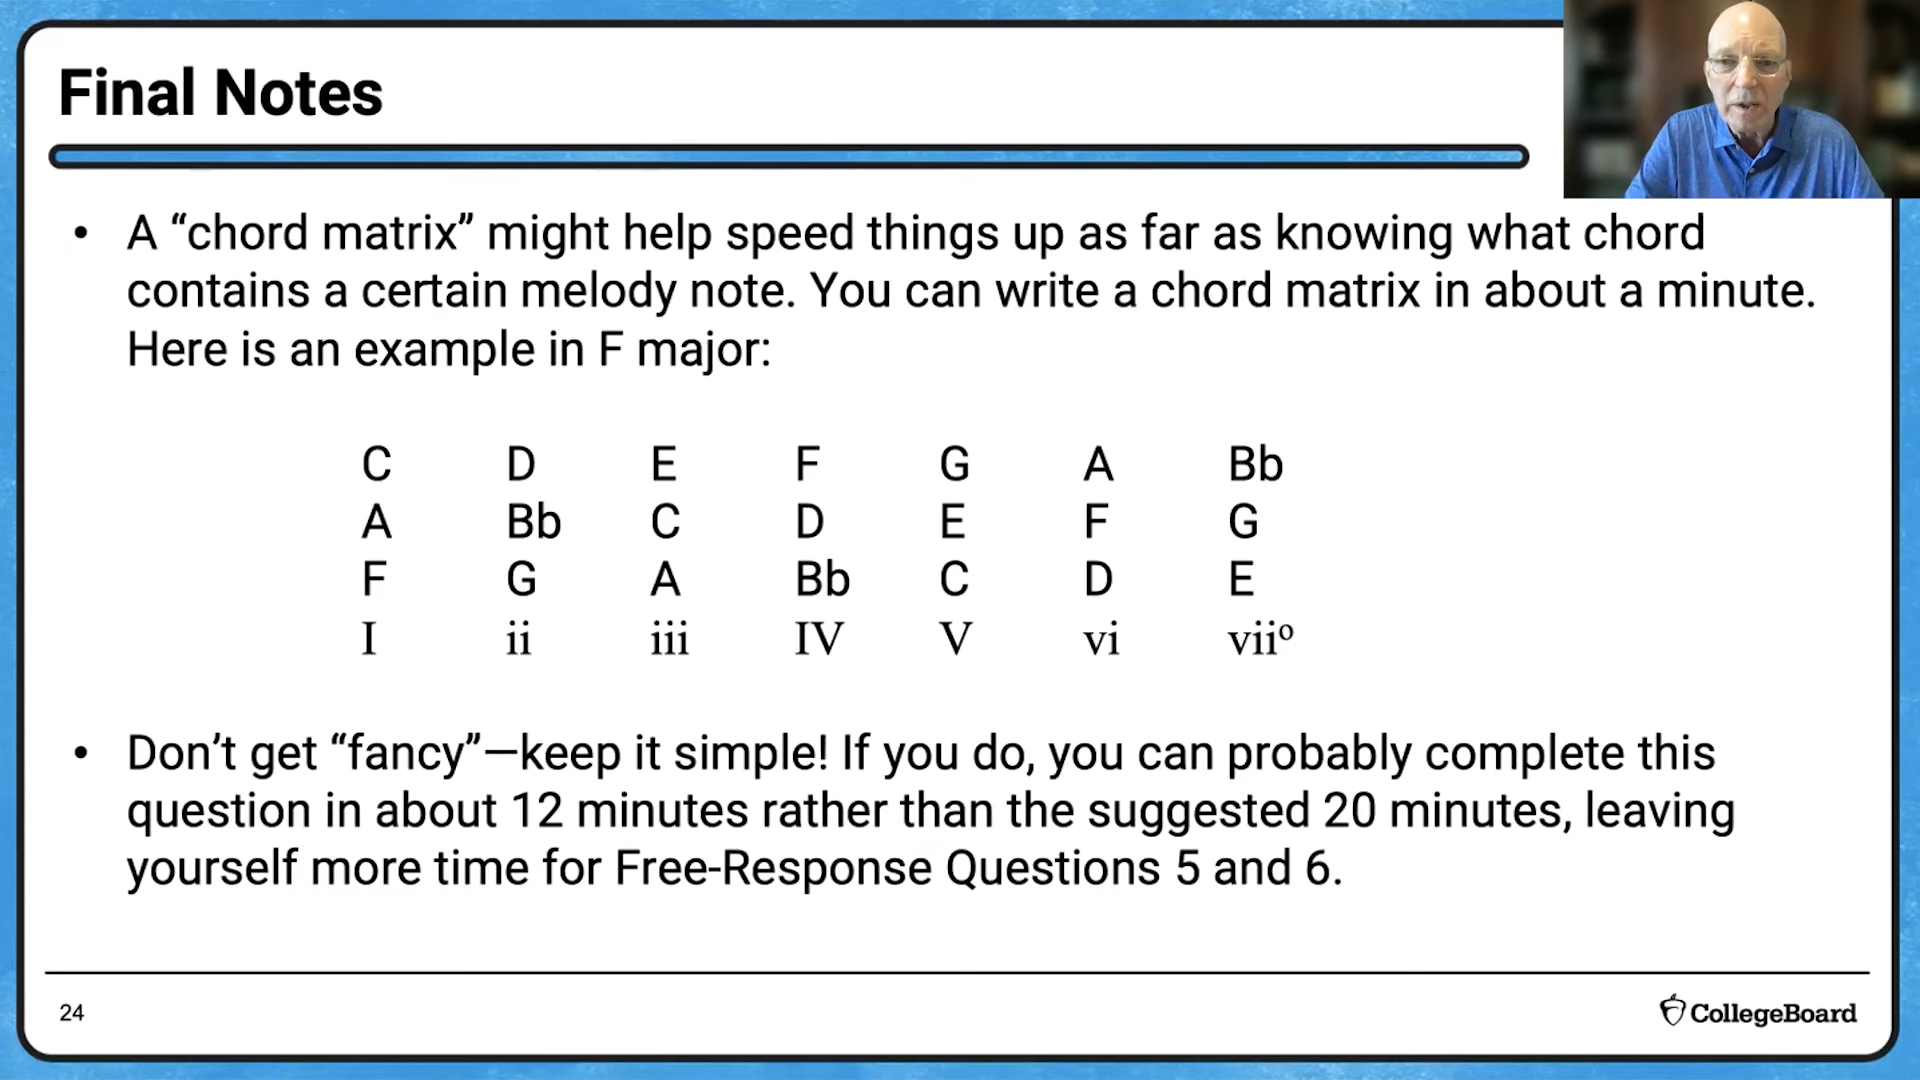 Final Notes
• A “chord matrix” might help speed things up as far as knowing what chord
contains a certain melody note. You can write a chord matrix in about a minute.
Here is an example in F major:
C D E F G A Bb
A Bb C D E F G
F G A Bb C D E
I ii iii IV V vi viiº
• Don’t get “fancy”—keep it simple! If you do, you can probably complete this
question in about 12 minutes rather than the suggested 20 minutes, leaving
yourself more time for Free-Response Questions 5 and 6.
24
CollegeBoard